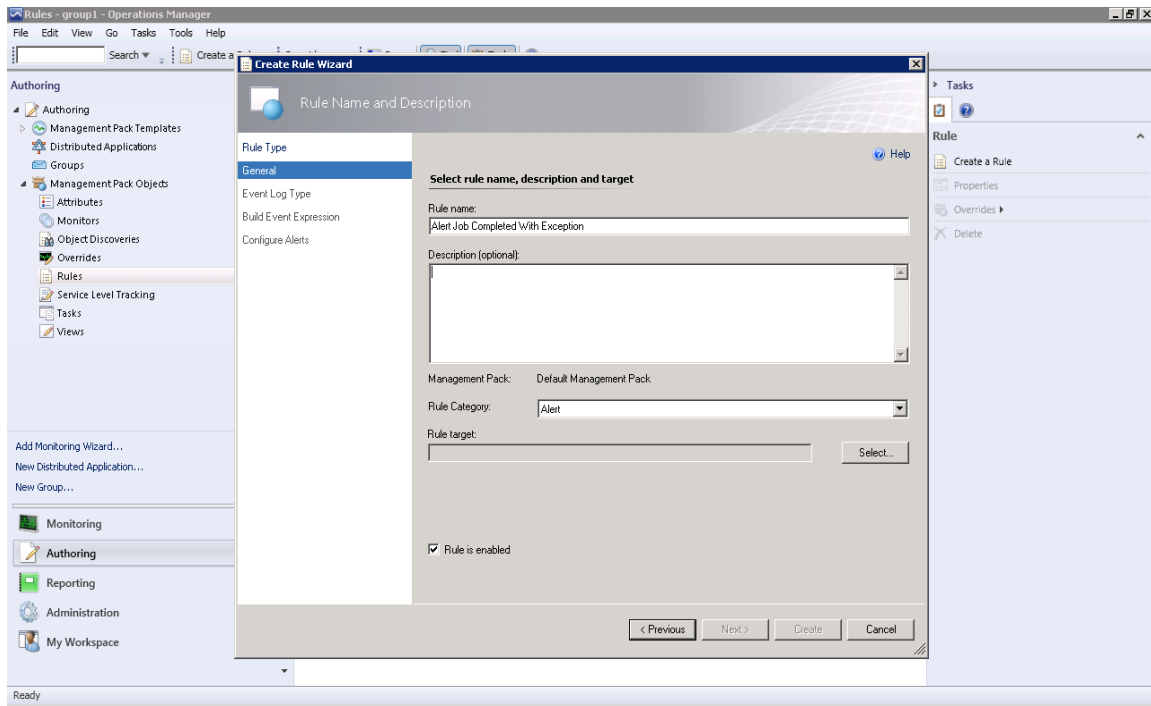 Rules - group1 - Operations Manager
File Edit View Go Tasks Tools Help
Search
Create a
Authoring
Authoring
Management Pack Templates
Distributed Applications
Groups
Management Pack Objects
Attributes
Monitors
Object Discoveries
Overrides
Rules
Service Level Tracking
Tasks
Views
Add Monitoring Wizard...
New Distributed Application...
New Group...
Monitoring
Authoring
Reporting
Administration
My Workspace
Ready
Create Rule Wizard
Rule Name and Description
Rule Type
General
Event Log Type
Build Event Expression
Configure Alerts
Help
Select rule name, description and target
Rule name:
Alert Job Completed With Exception
Description (optional):
Management Pack: Default Management Pack
Rule Category: Alert
Rule target:
Select...
Rule is enabled
< Previous Next > Create Cancel
Tasks
Rule
Create a Rule
Properties
Overrides
Delete